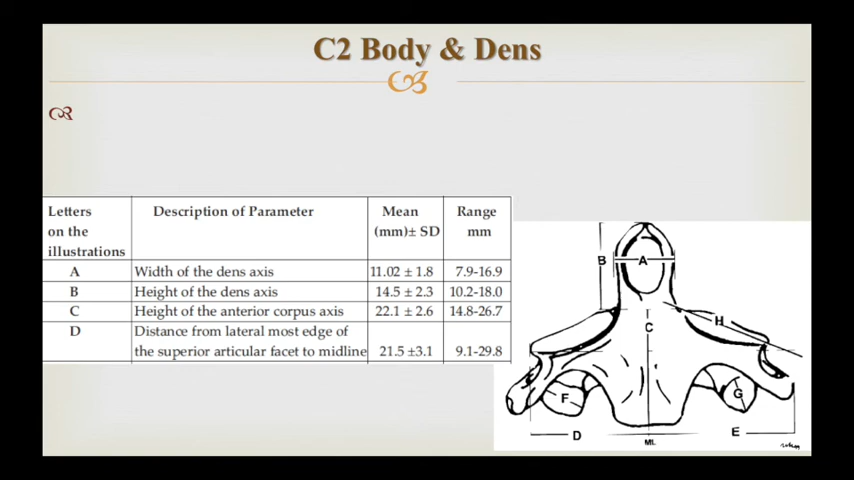 C2 Body & Dens
Letters on the illustrations Description of Parameter Mean (mm)± SD Range mm
A Width of the dens axis 11.02 ± 1.8 7.9-16.9
B Height of the dens axis 14.5 ± 2.3 10.2-18.0
C Height of the anterior corpus axis 22.1 ± 2.6 14.8-26.7
D Distance from lateral most edge of
the superior articular facet to midline 21.5 ±3.1 9.1-29.8
B A
H
C
F G
D E
ML